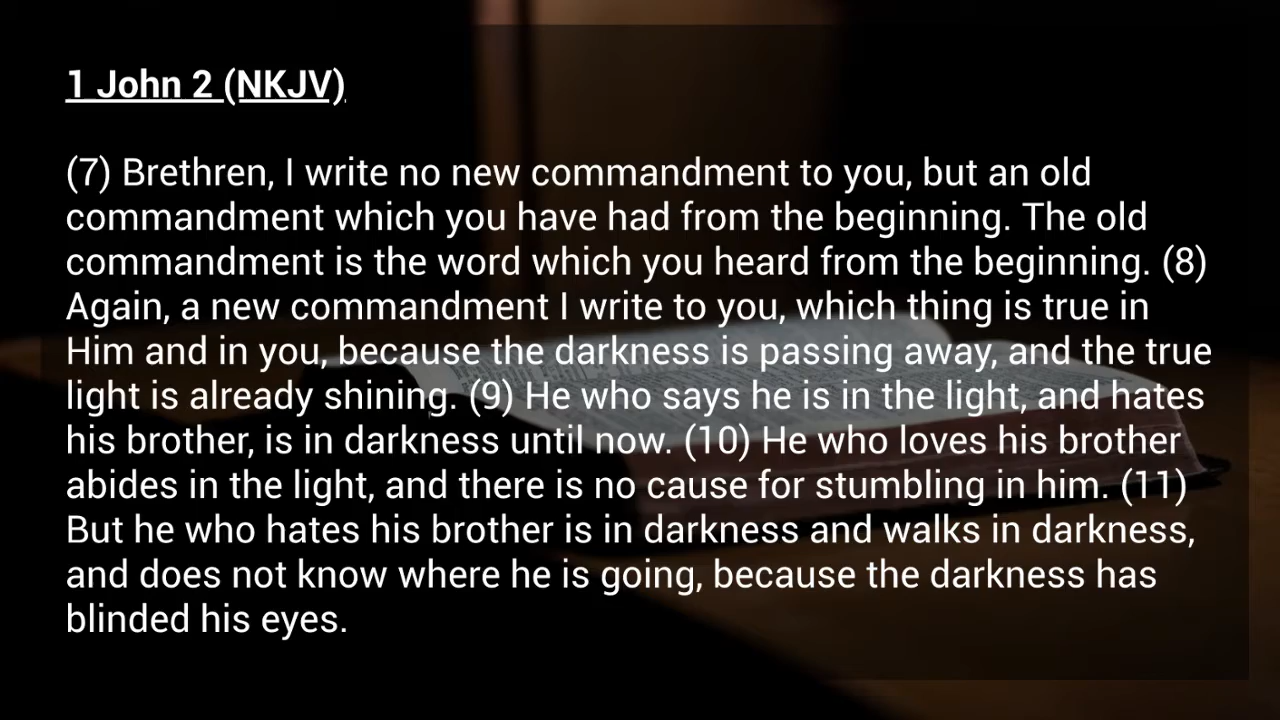 1 John 2 (NKJV)
(7) Brethren, I write no new commandment to you, but an old
commandment which you have had from the beginning. The old
commandment is the word which you heard from the beginning. (8)
Again, a new commandment I write to you, which thing is true in
Him and in you, because the darkness is passing away, and the true
light is already shining. (9) He who says he is in the light, and hates
his brother, is in darkness until now. (10) He who loves his brother
abides in the light, and there is no cause for stumbling in him. (11)
But he who hates his brother is in darkness and walks in darkness,
and does not know where he is going, because the darkness has
blinded his eyes.